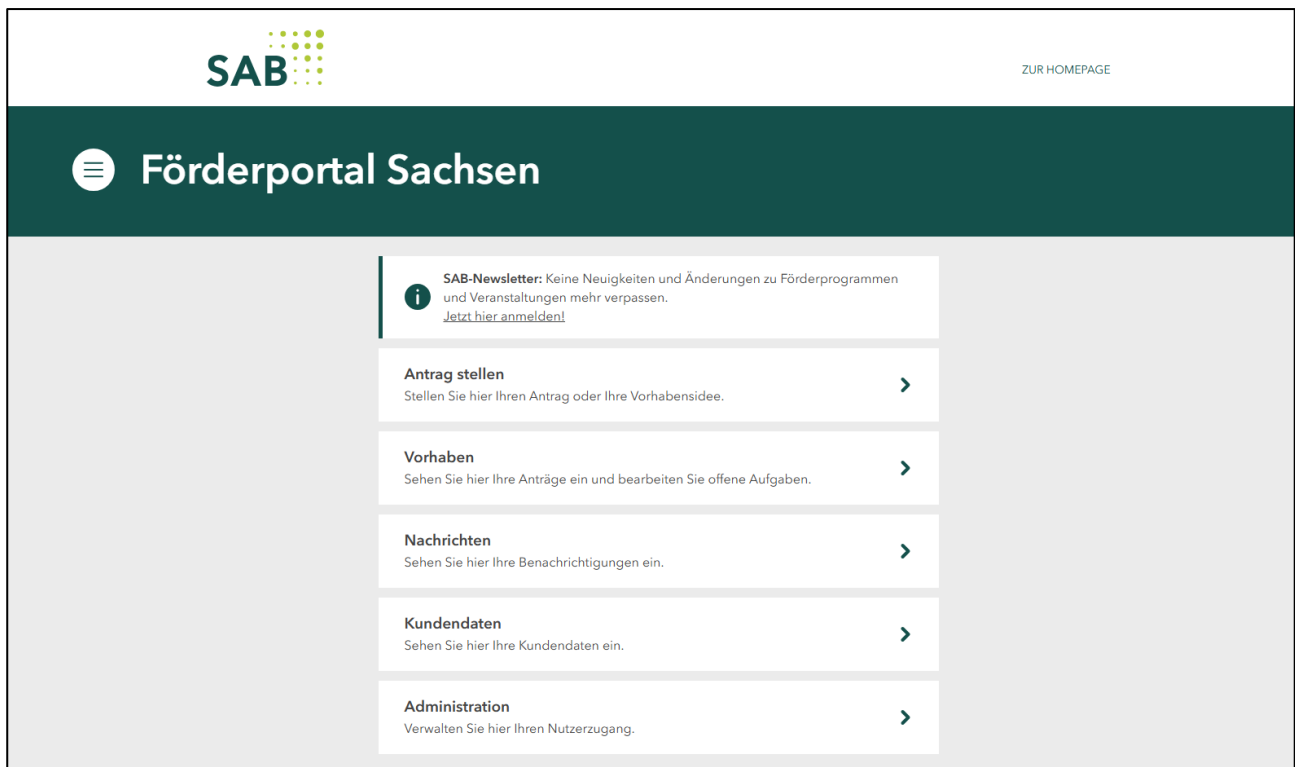 SAB
ZUR HOMEPAGE
Förderportal Sachsen
SAB-Newsletter: Keine Neuigkeiten und Änderungen zu Förderprogrammen
und Veranstaltungen mehr verpassen.
Jetzt hier anmelden!
Antrag stellen
Stellen Sie hier Ihren Antrag oder Ihre Vorhabensidee.
Vorhaben
Sehen Sie hier Ihre Anträge ein und bearbeiten Sie offene Aufgaben.
Nachrichten
Sehen Sie hier Ihre Benachrichtigungen ein.
Kundendaten
Sehen Sie hier Ihre Kundendaten ein.
Administration
Verwalten Sie hier Ihren Nutzerzugang.